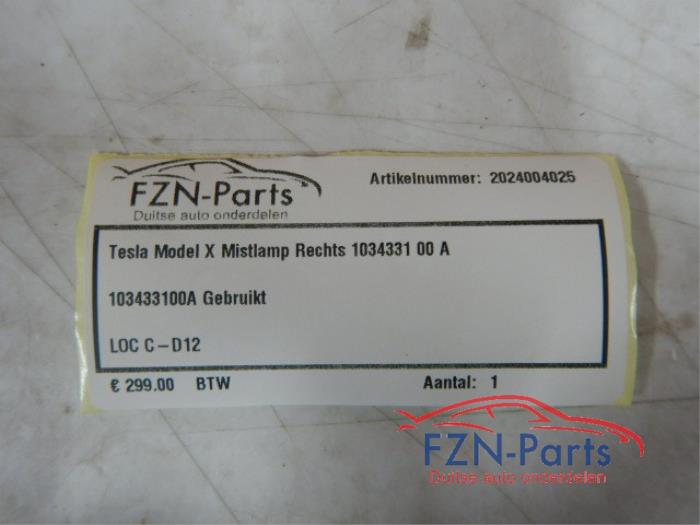 FZN-Parts
Duitse auto onderdelen
Artikelnummer: 2024004025
Tesla Model X Mistlamp Rechts 1034331 00 A
103433100A Gebruikt
LOC C-D12
€ 299.00 BTW Aantal: 1
FZN-Parts
Duitse auto onderdelen